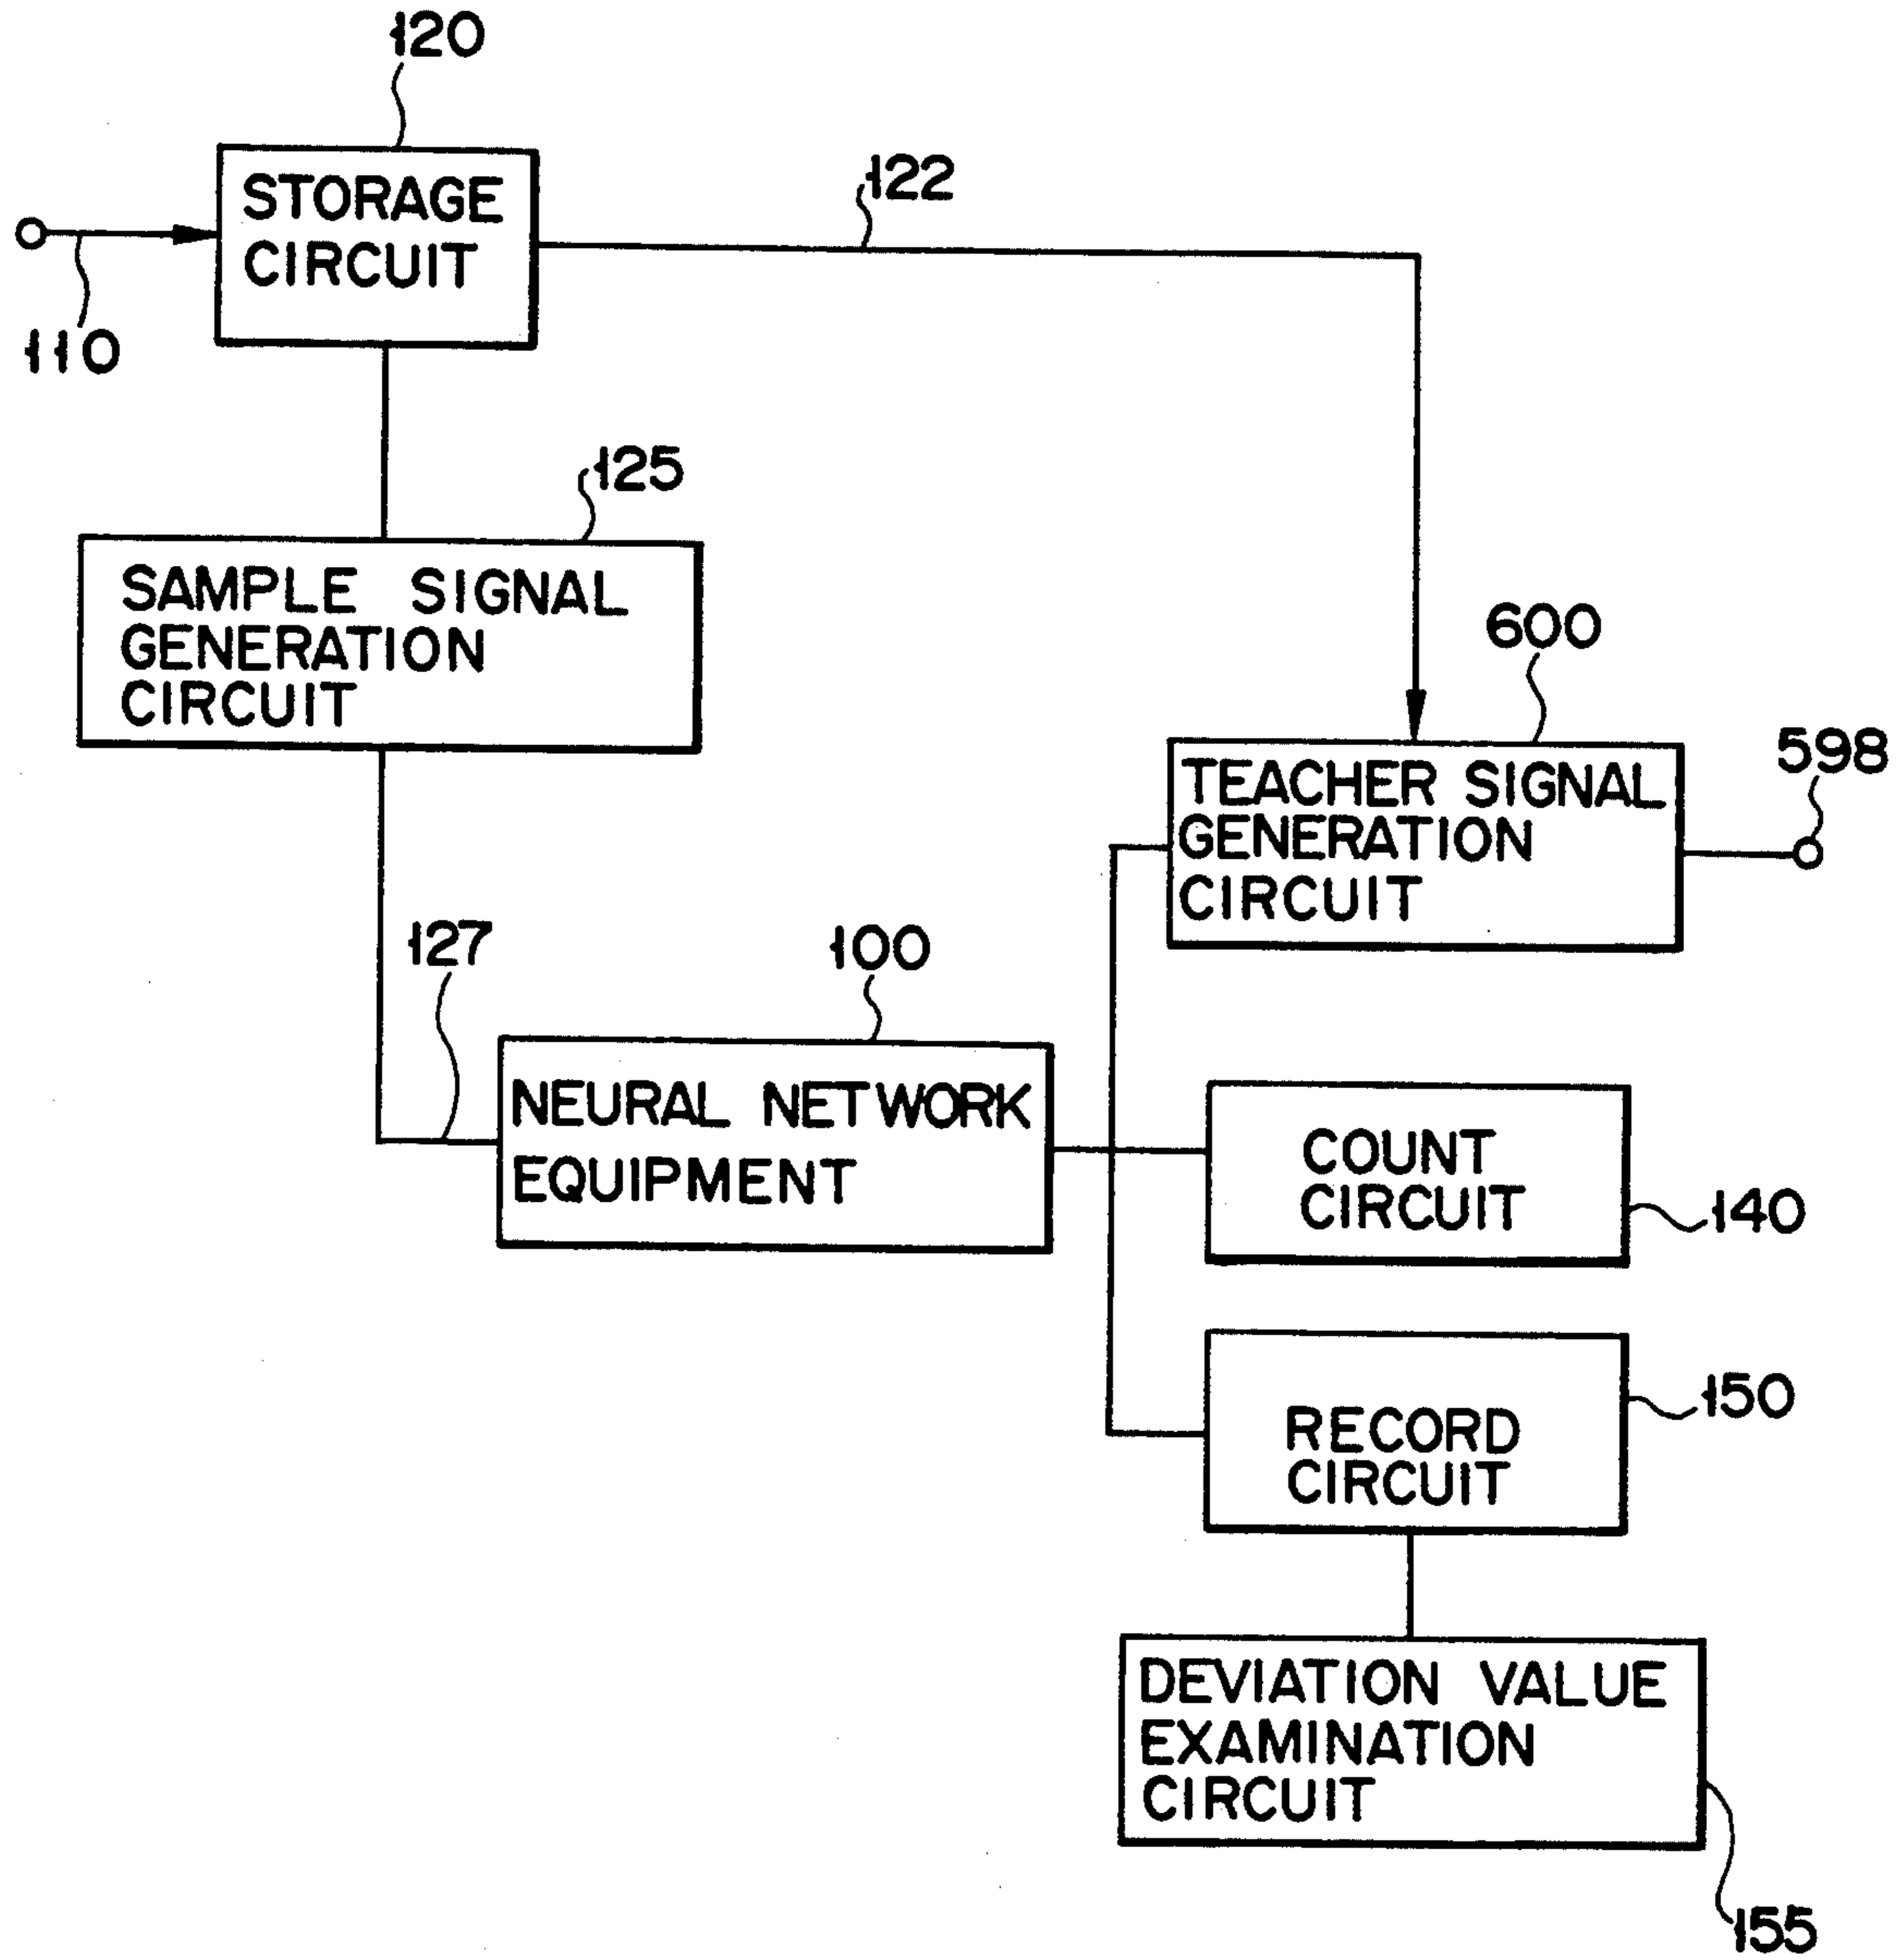 120
STORAGE
CIRCUIT
122
110
125
SAMPLE SIGNAL
GENERATION
CIRCUIT
600
598
TEACHER SIGNAL
GENERATION
CIRCUIT
127
100
NEURAL NETWORK
EQUIPMENT
COUNT
CIRCUIT
140
150
RECORD
CIRCUIT
DEVIATION VALUE
EXAMINATION
CIRCUIT
155